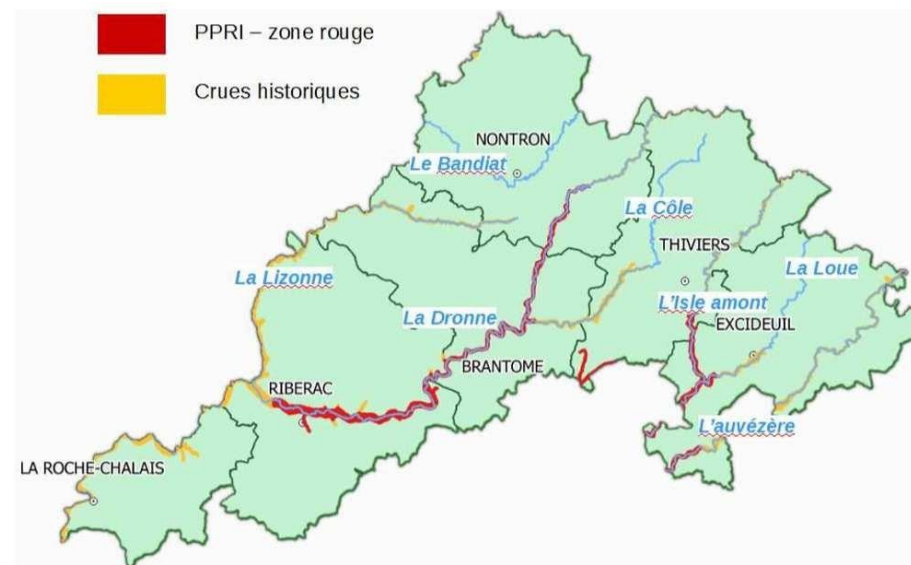 PPRI – zone rouge
Crues historiques
NONTRON
Le Bandiat
La Côle
THIVIERS
La Lizonne
La Loue
La Dronne
L'Isle amont
EXCIDEUIL
BRANTOME
RIBERAC
L'auvézère
LA ROCHE-CHALAIS